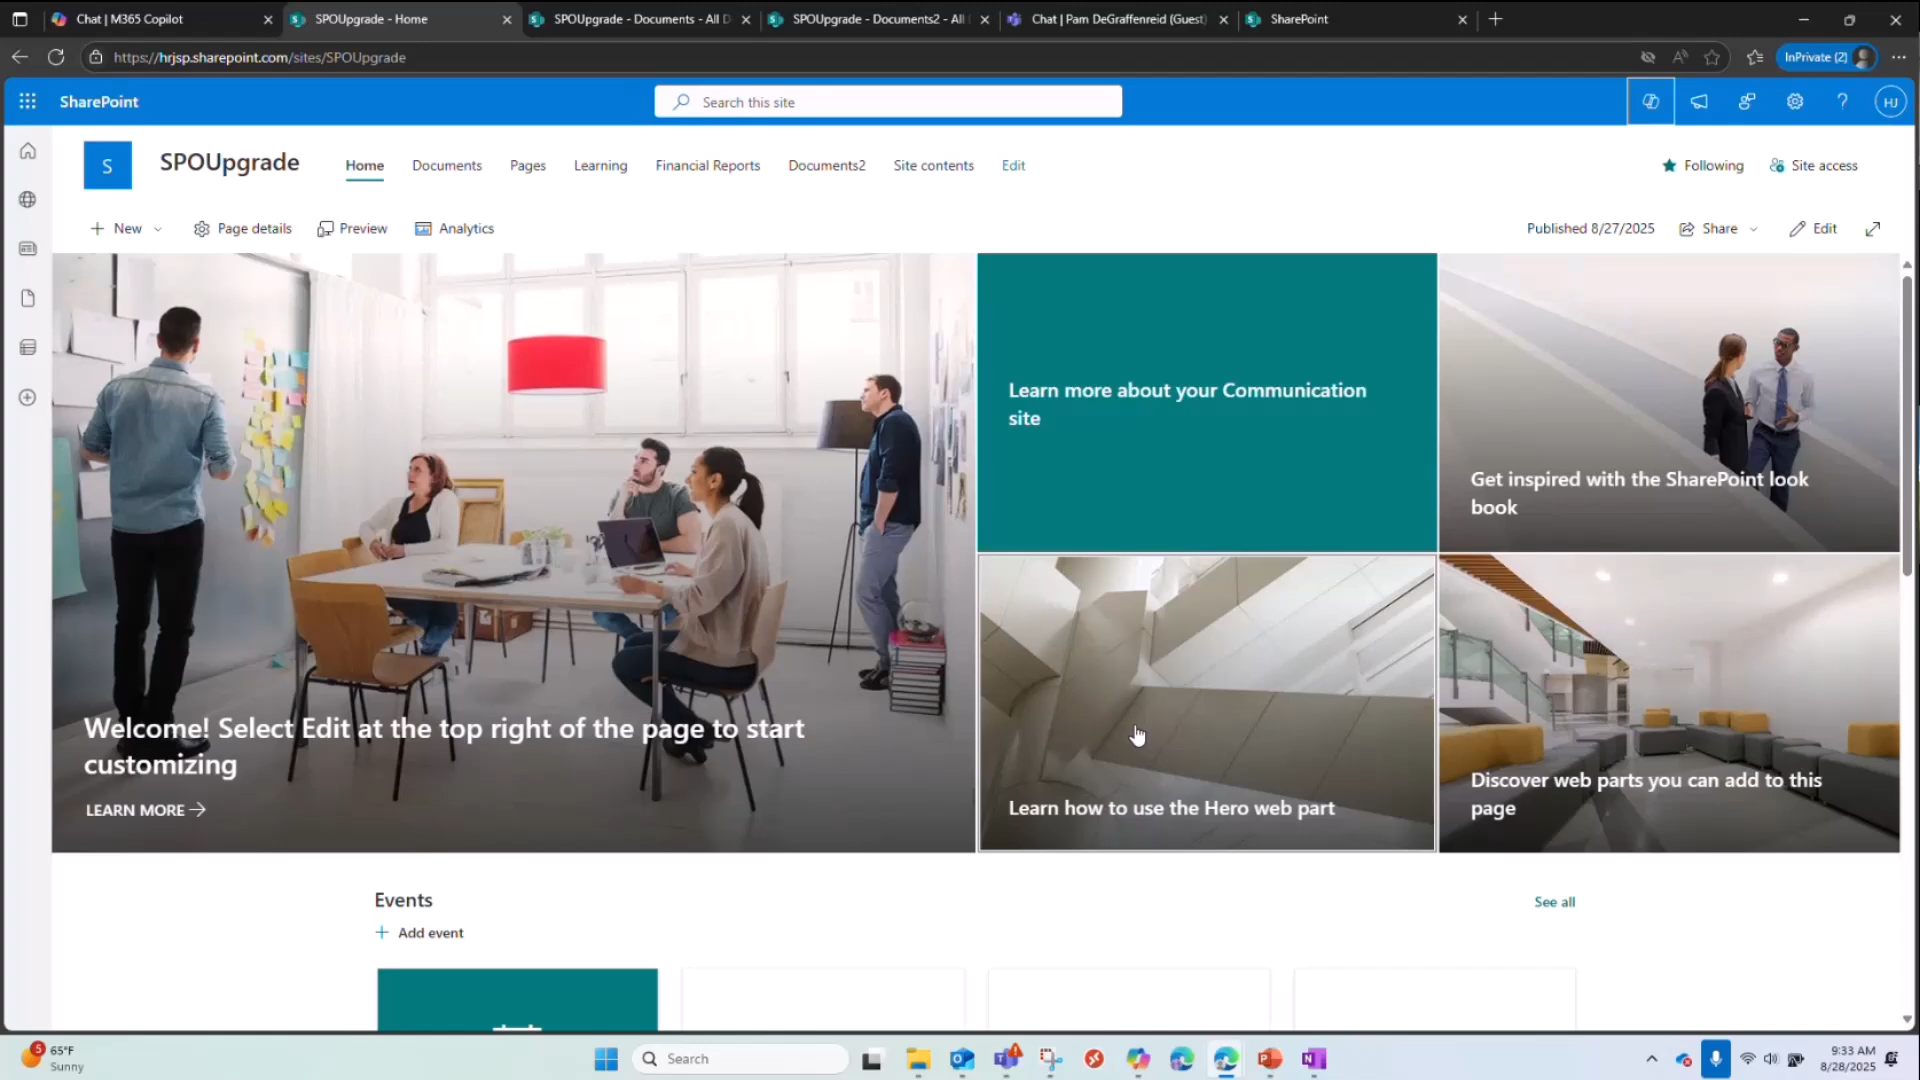 Chat | M365 Copilot
SPOUpgrade - Home
SPOUpgrade - Documents - All D
SPOUpgrade - Documents2 - All
Chat | Pam DeGraffenreid (Guest)
SharePoint
https://hrjsp.sharepoint.com/sites/SPOUpgrade
InPrivate (2)
SharePoint
Search this site
HJ
S
SPOUpgrade
Home
Documents
Pages
Learning
Financial Reports
Documents2
Site contents
Edit
Following
Site access
New
Page details
Preview
Analytics
Published 8/27/2025
Share
Edit
Welcome! Select Edit at the top right of the page to start
customizing
LEARN MORE
Learn more about your Communication
site
Get inspired with the SharePoint look
book
Learn how to use the Hero web part
Discover web parts you can add to this
page
Events
See all
Add event
5
65°F
Sunny
Search
9:33 AM
8/28/2025